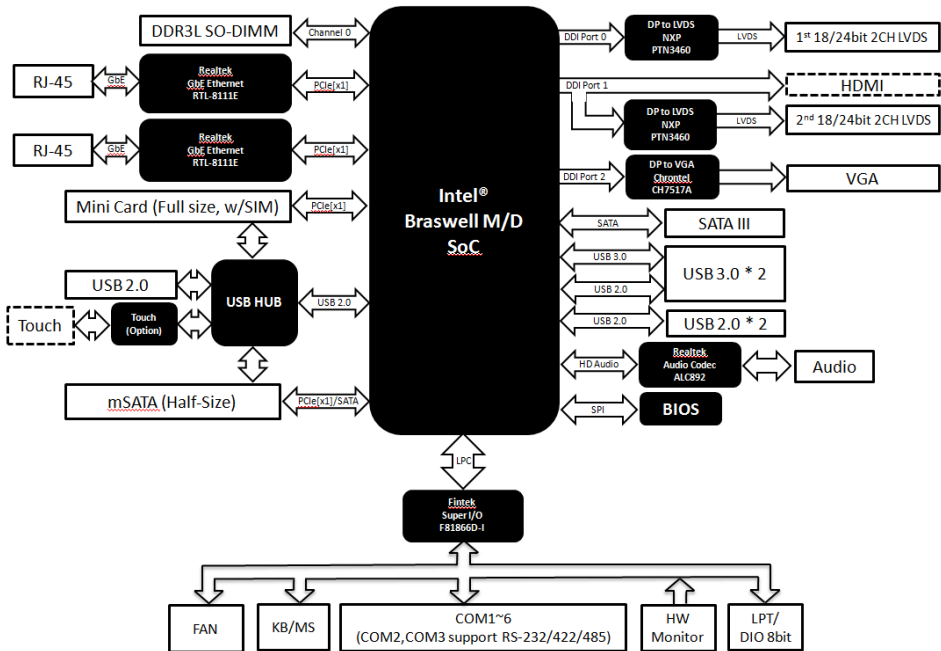 DDR3L SO-DIMM
Channel 0
RJ-45
GbE
Realtek
GbE Ethernet
RTL-8111E
PCIe[x1]
RJ-45
GbE
Realtek
GbE Ethernet
RTL-8111E
PCIe[x1]
Mini Card (Full size, w/SIM)
PCIe[x1]
USB 2.0
USB HUB
USB 2.0
Touch
Touch
(Option)
mSATA (Half-Size)
PCIe[x1]/SATA
Intel®
Braswell M/D
SoC
DDI Port 0
DP to LVDS
NXP
PTN3460
LVDS
1st 18/24bit 2CH LVDS
DDI Port 1
HDMI
DP to LVDS
NXP
PTN3460
LVDS
2nd 18/24bit 2CH LVDS
DDI Port 2
DP to VGA
Chrontel
CH7517A
VGA
SATA
SATA III
USB 3.0
USB 2.0
USB 3.0 * 2
USB 2.0
USB 2.0 * 2
HD Audio
Realtek
Audio Codec
ALC892
Audio
SPI
BIOS
LPC
Fintek
Super I/O
F81866D-I
FAN
KB/MS
COM1~6
(COM2,COM3 support RS-232/422/485)
HW
Monitor
LPT/
DIO 8bit